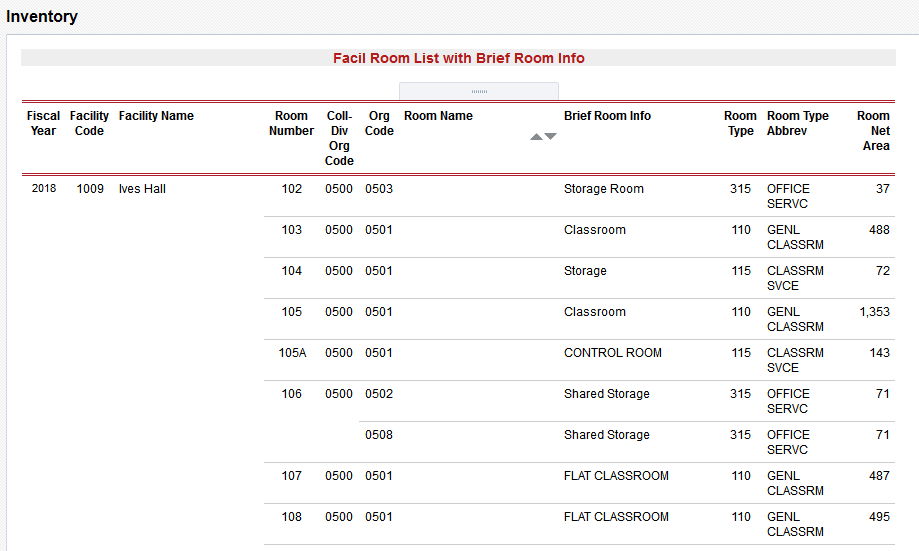 Inventory
Facil Room List with Brief Room Info
Fiscal Year Facility Code Facility Name Room Number Coll-Div Org Code Org Code Room Name Brief Room Info Room Type Room Type Abbrev Room Net Area
2018 1009 Ives Hall 102 0500 0503 Storage Room 315 OFFICE SERVC 37
103 0500 0501 Classroom 110 GENL CLASSRM 488
104 0500 0501 Storage 115 CLASSRM SVCE 72
105 0500 0501 Classroom 110 GENL CLASSRM 1,353
105A 0500 0501 CONTROL ROOM 115 CLASSRM SVCE 143
106 0500 0502 Shared Storage 315 OFFICE SERVC 71
0508 Shared Storage 315 OFFICE SERVC 71
107 0500 0501 FLAT CLASSROOM 110 GENL CLASSRM 487
108 0500 0501 FLAT CLASSROOM 110 GENL CLASSRM 495